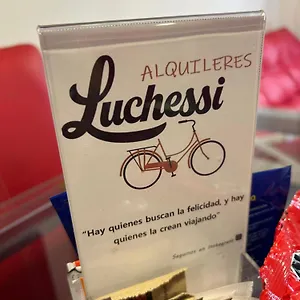 ALQUILERES
Luchessi
"Hay quienes buscan la felicidad, y hay
quienes la crean viajando"
Seguinos en Instagram